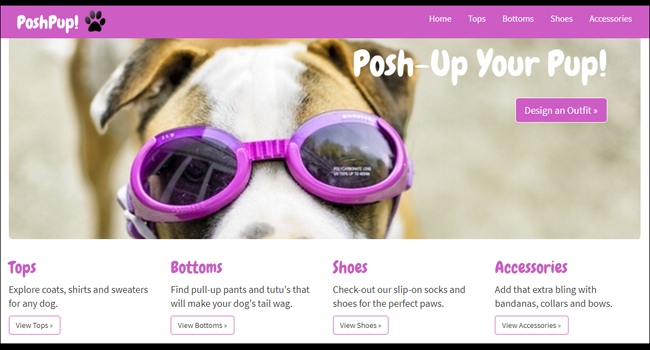 PoshPup!
Home Tops Bottoms Shoes Accessories
Posh-Up Your Pup!
Design an Outfit »
Tops
Explore coats, shirts and sweaters
for any dog.
View Tops »
Bottoms
Find pull-up pants and tutu's that
will make your dog's tail wag.
View Bottoms »
Shoes
Check-out our slip-on socks and
shoes for the perfect paws.
View Shoes »
Accessories
Add that extra bling with
bandanas, collars and bows.
View Accessories »